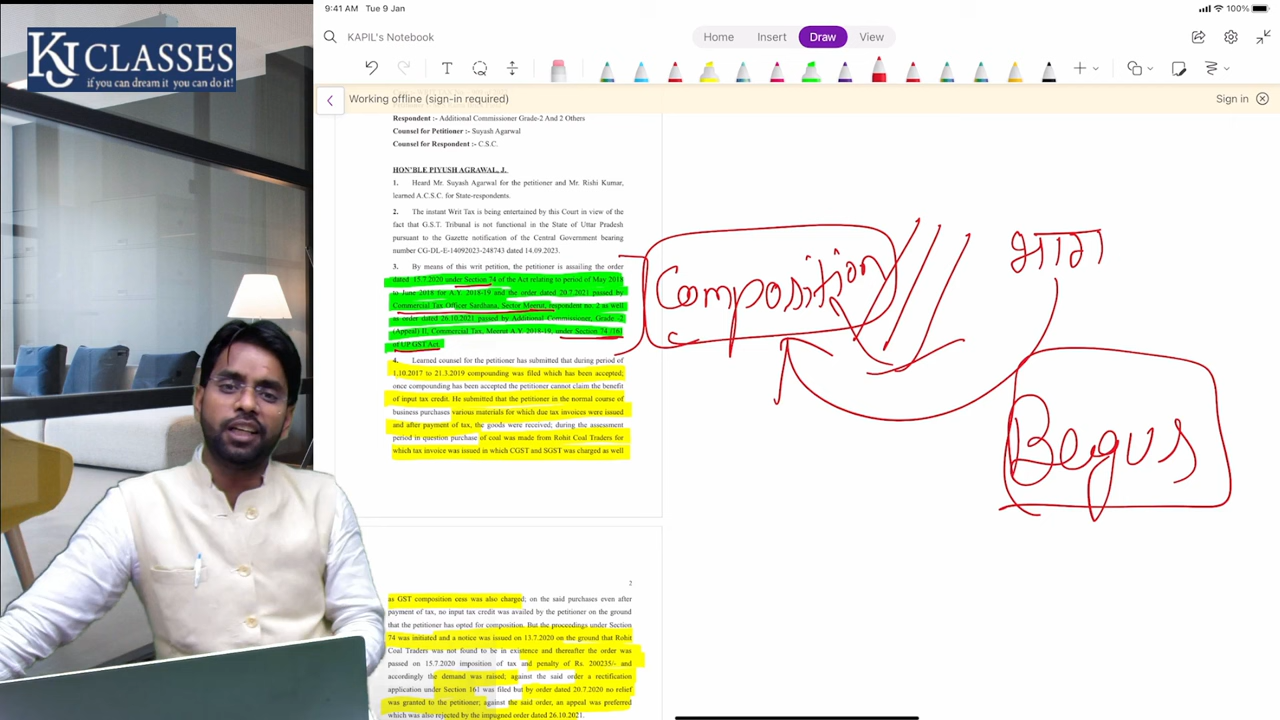 KJ CLASSES
if you can dream it you can do it!
9:41 AM Tue 9 Jan
100%
KAPIL's Notebook
Home Insert Draw View
Working offline (sign-in required)
Sign in
Respondent :- Additional Commissioner Grade-2 And 2 Others
Counsel for Petitioner :- Suyash Agarwal
Counsel for Respondent :- C.S.C.
HON'BLE PIYUSH AGRAWAL, J.
1. Heard Mr. Suyash Agarwal for the petitioner and Mr. Rishi Kumar,
learned A.C.S.C. for State-respondents.
2. The instant Writ Tax is being entertained by this Court in view of the
fact that G.S.T. Tribunal is not functional in the State of Uttar Pradesh
pursuant to the Gazette notification of the Central Government bearing
number CG-DL-E-14092023-248743 dated 14.09.2023.
3. By means of this writ petition, the petitioner is assailing the order
dated 15.7.2020 under Section 74 of the Act relating to period of May 2018
to June 2018 for A.Y. 2018-19 and the order dated 20.7.2021 passed by
Commercial Tax Officer Sardhana, Sector Meerut, respondent no. 2 as well
as order dated 26.10.2021 passed by Additional Commissioner, Grade -2
(Appeal) II, Commercial Tax, Meerut A.Y. 2018-19, under Section 74 /161
of UP GST Act.
4. Learned counsel for the petitioner has submitted that during period of
1.10.2017 to 21.3.2019 compounding was filed which has been accepted;
once compounding has been accepted the petitioner cannot claim the benefit
of input tax credit. He submitted that the petitioner in the normal course of
business purchases various materials for which due tax invoices were issued
and after payment of tax, the goods were received; during the assessment
period in question purchase of coal was made from Rohit Coal Traders for
which tax invoice was issued in which CGST and SGST was charged as well
2
as GST composition cess was also charged, on the said purchases even after
payment of tax, no input tax credit was availed by the petitioner on the ground
that the petitioner has opted for composition. But the proceedings under Section
74 was initiated and a notice was issued on 13.7.2020 on the ground that Rohit
Coal Traders was not found to be in existence and thereafter the order was
passed on 15.7.2020 imposition of tax and penalty of Rs. 200235/- and
accordingly the demand was raised; against the said order a rectification
application under Section 161 was filed but by order dated 20.7.2020 no relief
was granted to the petitioner; against the said order, an appeal was preferred
which was also rejected by the impugned order dated 26.10.2021.
Composition
भाग
Bogus